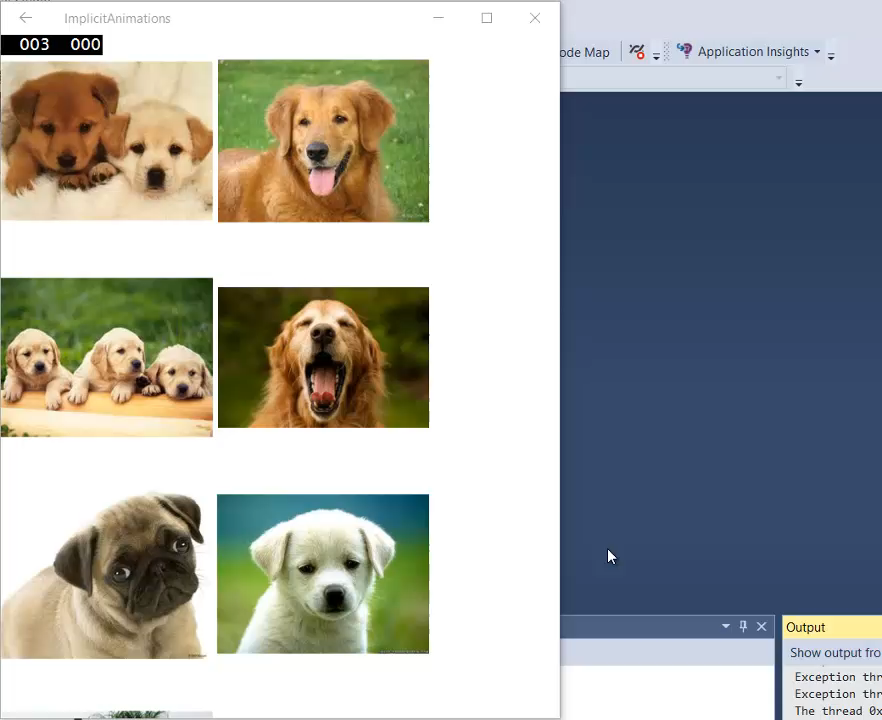 ImplicitAnimations
003 000
ode Map
Application Insights
Output
Show output fro
Exception thr
Exception thr
The thread 0x